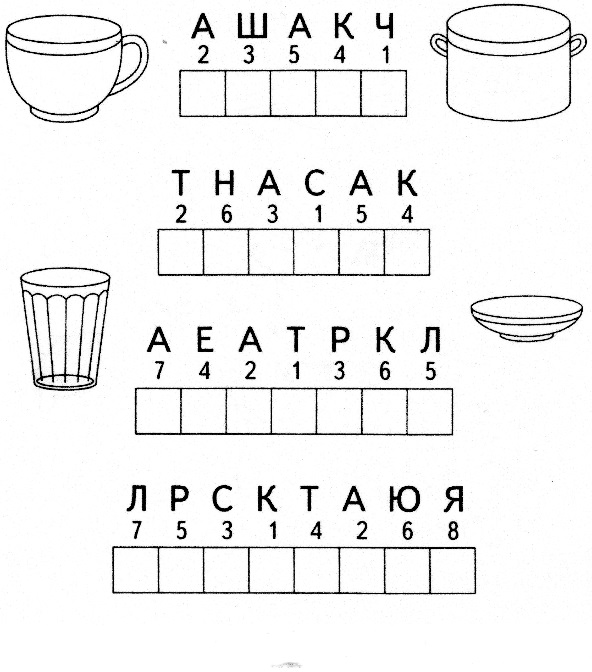 А Ш А К Ч
2 3 5 4 1
Т Н А С А К
2 6 3 1 5 4
А Е А Т Р К Л
7 4 2 1 3 6 5
Л Р С К Т А Ю Я
7 5 3 1 4 2 6 8